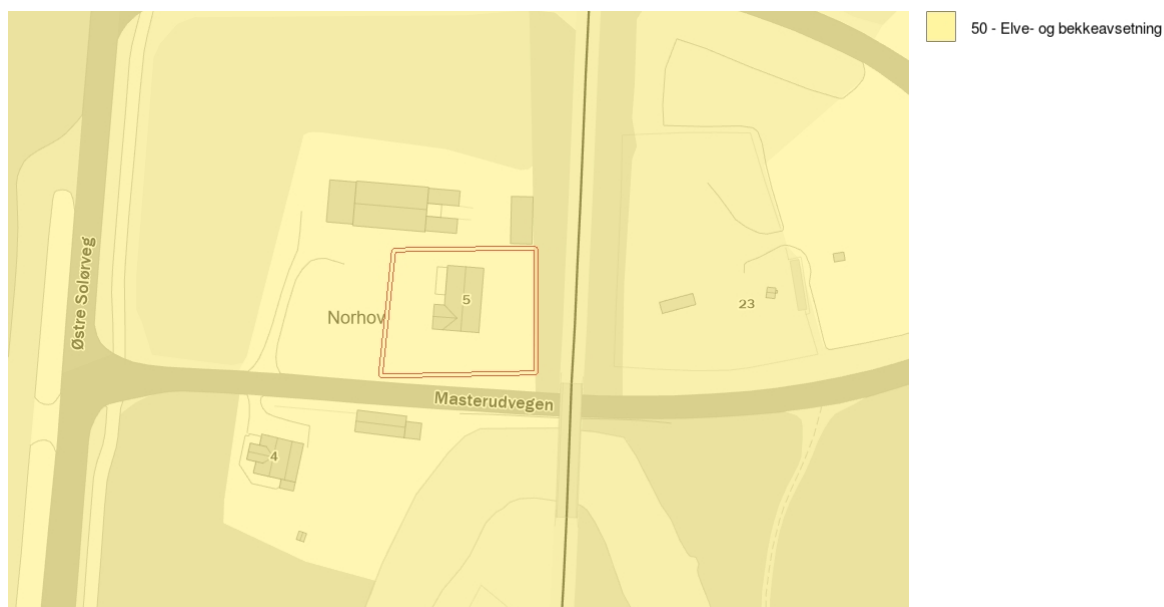 50 - Elve- og bekkeavsetning
Østre Solørveg
5
23
Norhov
Masterudvegen
4